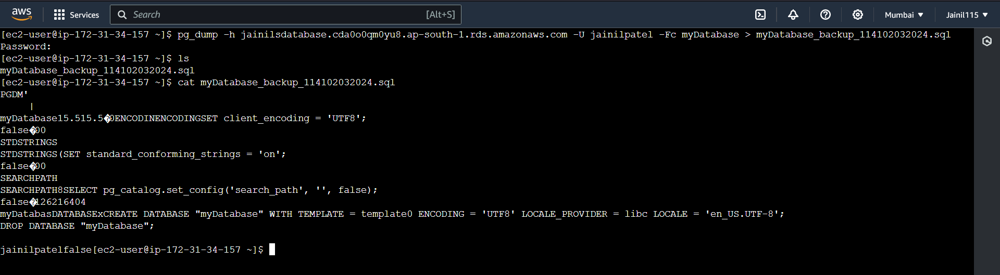 aws Services Search [Alt+S] Mumbai Jainil115
[ec2-user@ip-172-31-34-157 ~]$ pg_dump -h jainilsdatabase.cda0o0qm0yu8.ap-south-1.rds.amazonaws.com -U jainilpatel -Fc myDatabase > myDatabase_backup_114102032024.sql
Password:
[ec2-user@ip-172-31-34-157 ~]$ ls
myDatabase_backup_114102032024.sql
[ec2-user@ip-172-31-34-157 ~]$ cat myDatabase_backup_114102032024.sql
PGDM'
|
myDatabase15.515.5�0ENCODINENCODINGSET client_encoding = 'UTF8';
false�00
STDSTRINGS
STDSTRINGS(SET standard_conforming_strings = 'on';
false�00
SEARCHPATH
SEARCHPATH8SELECT pg_catalog.set_config('search_path', '', false);
false�126216404
myDatabasDATABASExCREATE DATABASE "myDatabase" WITH TEMPLATE = template0 ENCODING = 'UTF8' LOCALE_PROVIDER = libc LOCALE = 'en_US.UTF-8';
DROP DATABASE "myDatabase";
jainilpatelfalse[ec2-user@ip-172-31-34-157 ~]$